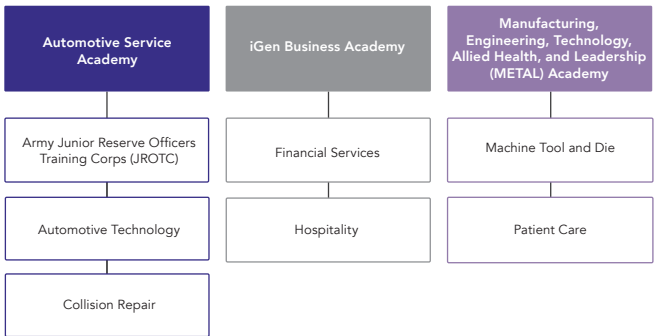 Automotive Service
Academy
Army Junior Reserve Officers
Training Corps (JROTC)
Automotive Technology
Collision Repair
iGen Business Academy
Financial Services
Hospitality
Manufacturing,
Engineering, Technology,
Allied Health, and Leadership
(METAL) Academy
Machine Tool and Die
Patient Care